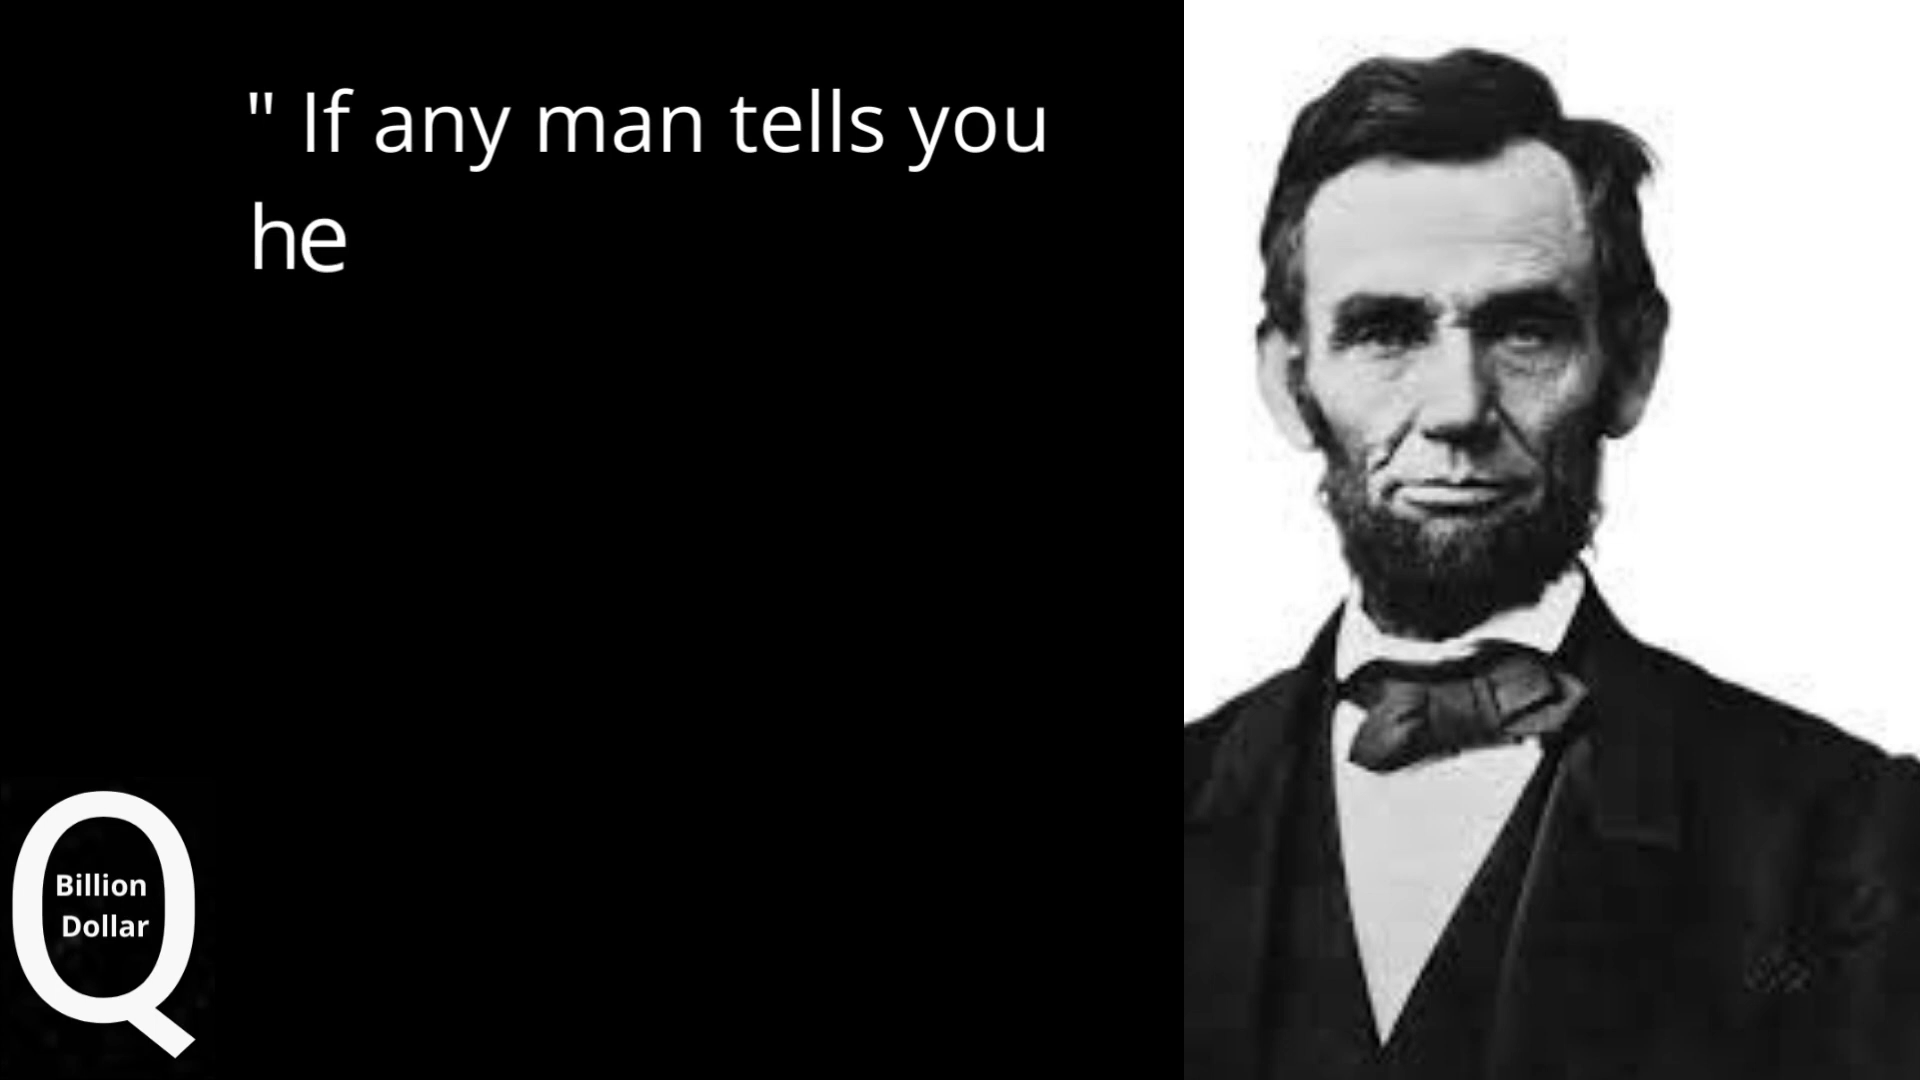 " If any man tells you
he
Q
Billion
Dollar